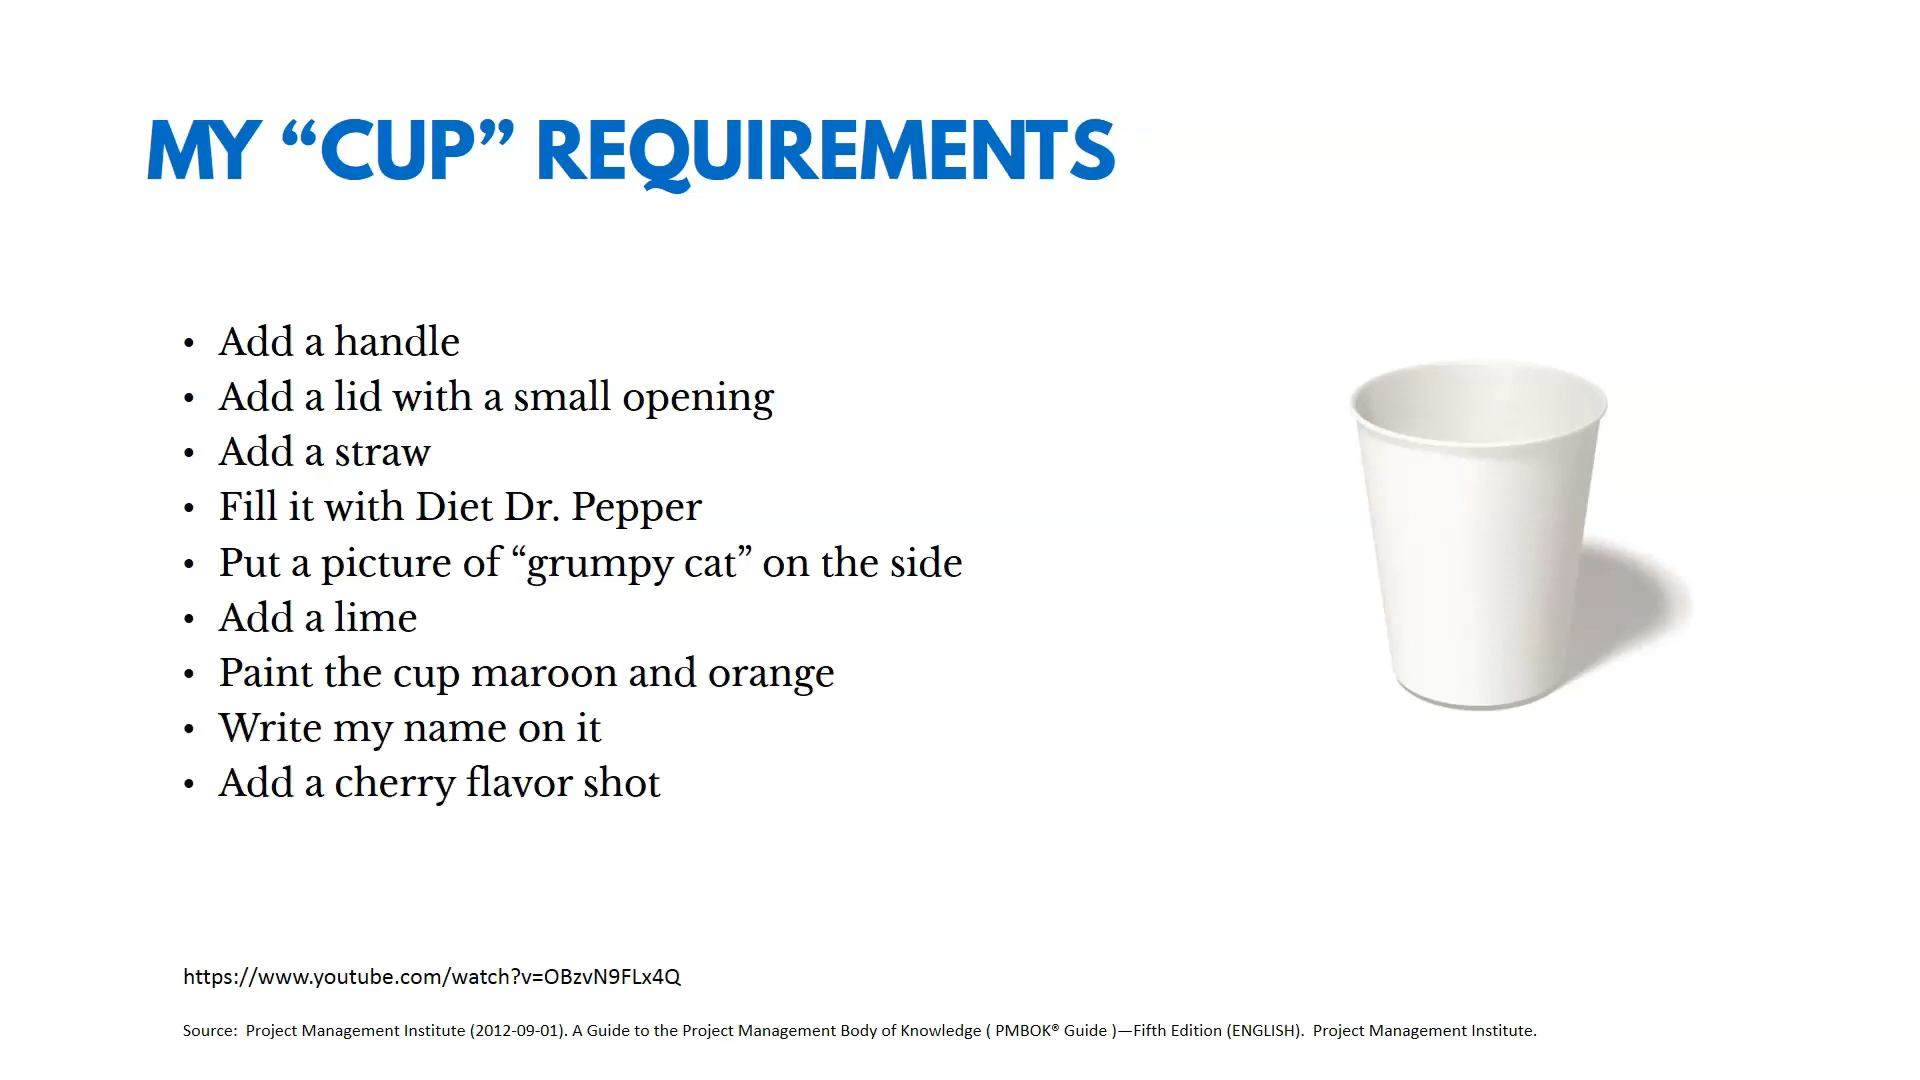 MY “CUP” REQUIREMENTS
• Add a handle
• Add a lid with a small opening
• Add a straw
• Fill it with Diet Dr. Pepper
• Put a picture of “grumpy cat” on the side
• Add a lime
• Paint the cup maroon and orange
• Write my name on it
• Add a cherry flavor shot
https://www.youtube.com/watch?v=OBzvN9FLx4Q
Source:  Project Management Institute (2012-09-01). A Guide to the Project Management Body of Knowledge ( PMBOK® Guide )—Fifth Edition (ENGLISH).  Project Management Institute.